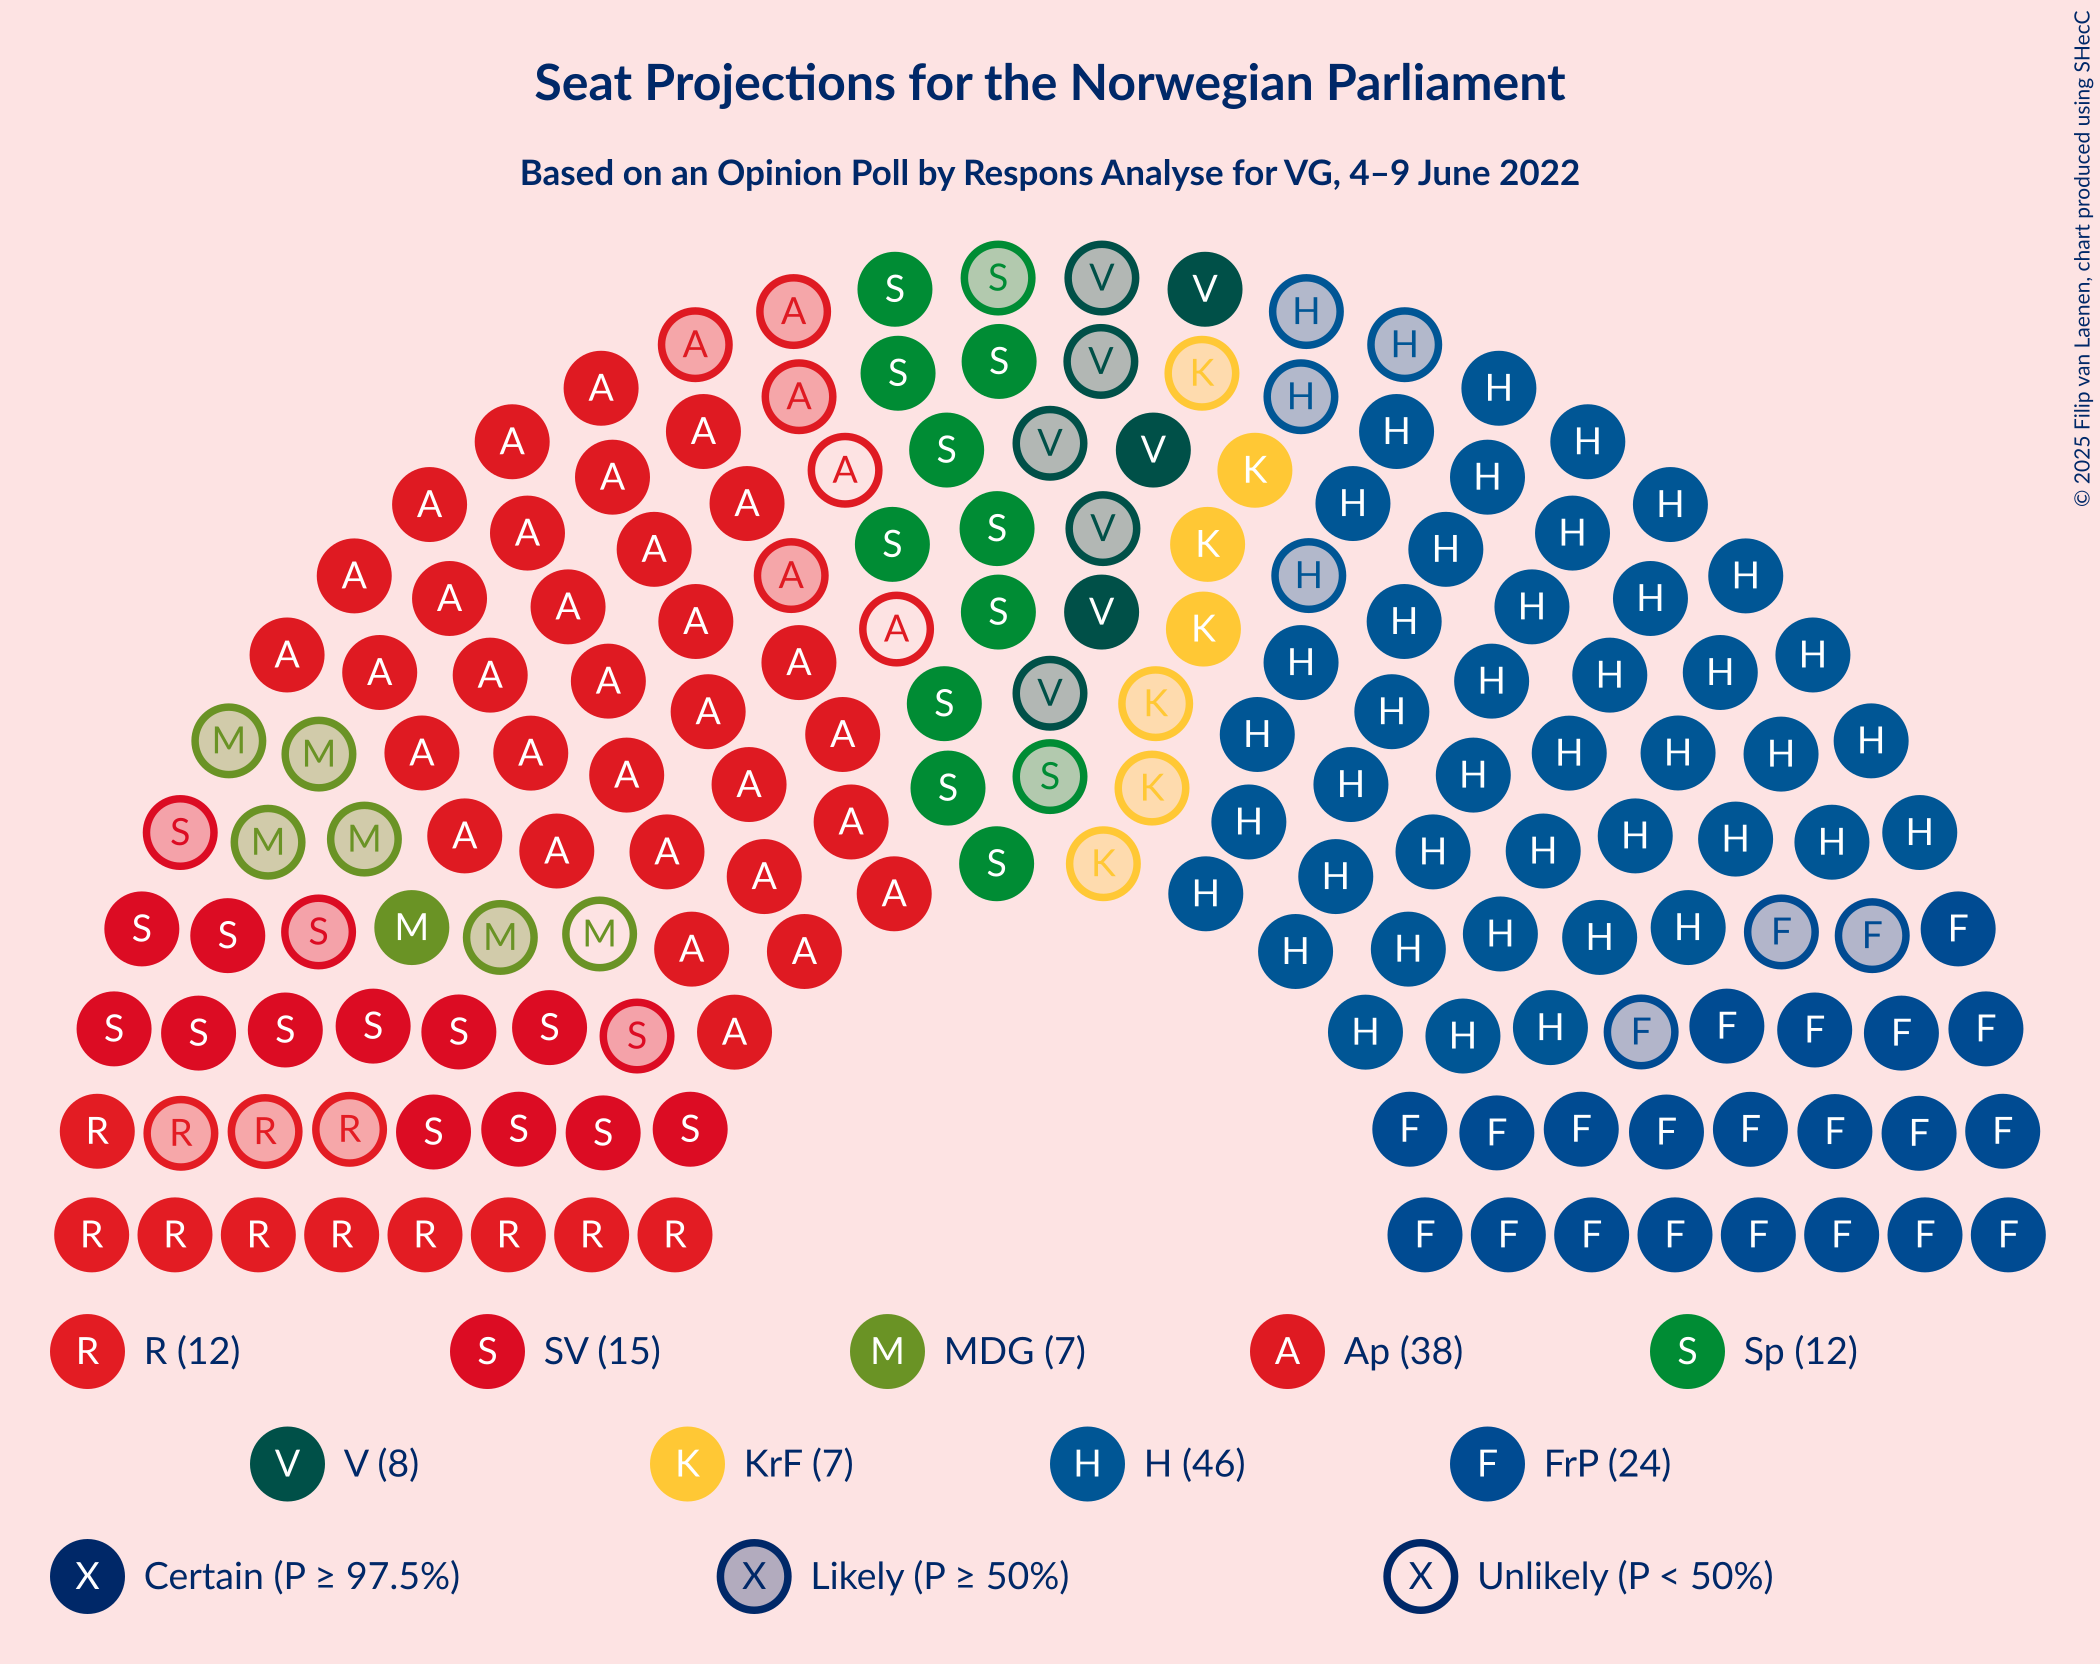 Seat Projections for the Norwegian Parliament
Based on an Opinion Poll by Respons Analyse for VG, 4–9 June 2022
© 2025 Filip van Laenen, chart produced using SHecC
S S V V
A A H H
A S S V K H
A A A H H H
A A S V V K H H
A A A S S V K H H H
A A A A S V K H H H H
A A A A A S V K H H H H H
M M A A A A A S S K H H H H H H
S M M A A A A A S K H H H H H H H
S S S M M M A A H H H H H F F F
S S S S S S S A H H H F F F F F
R R R R S S S S F F F F F F F F
R R R R R R R R F F F F F F F F
R R (12) S SV (15) M MDG (7) A Ap (38) S Sp (12)
V V (8) K KrF (7) H H (46) F FrP (24)
X Certain (P ≥ 97.5%) X Likely (P ≥ 50%) X Unlikely (P < 50%)